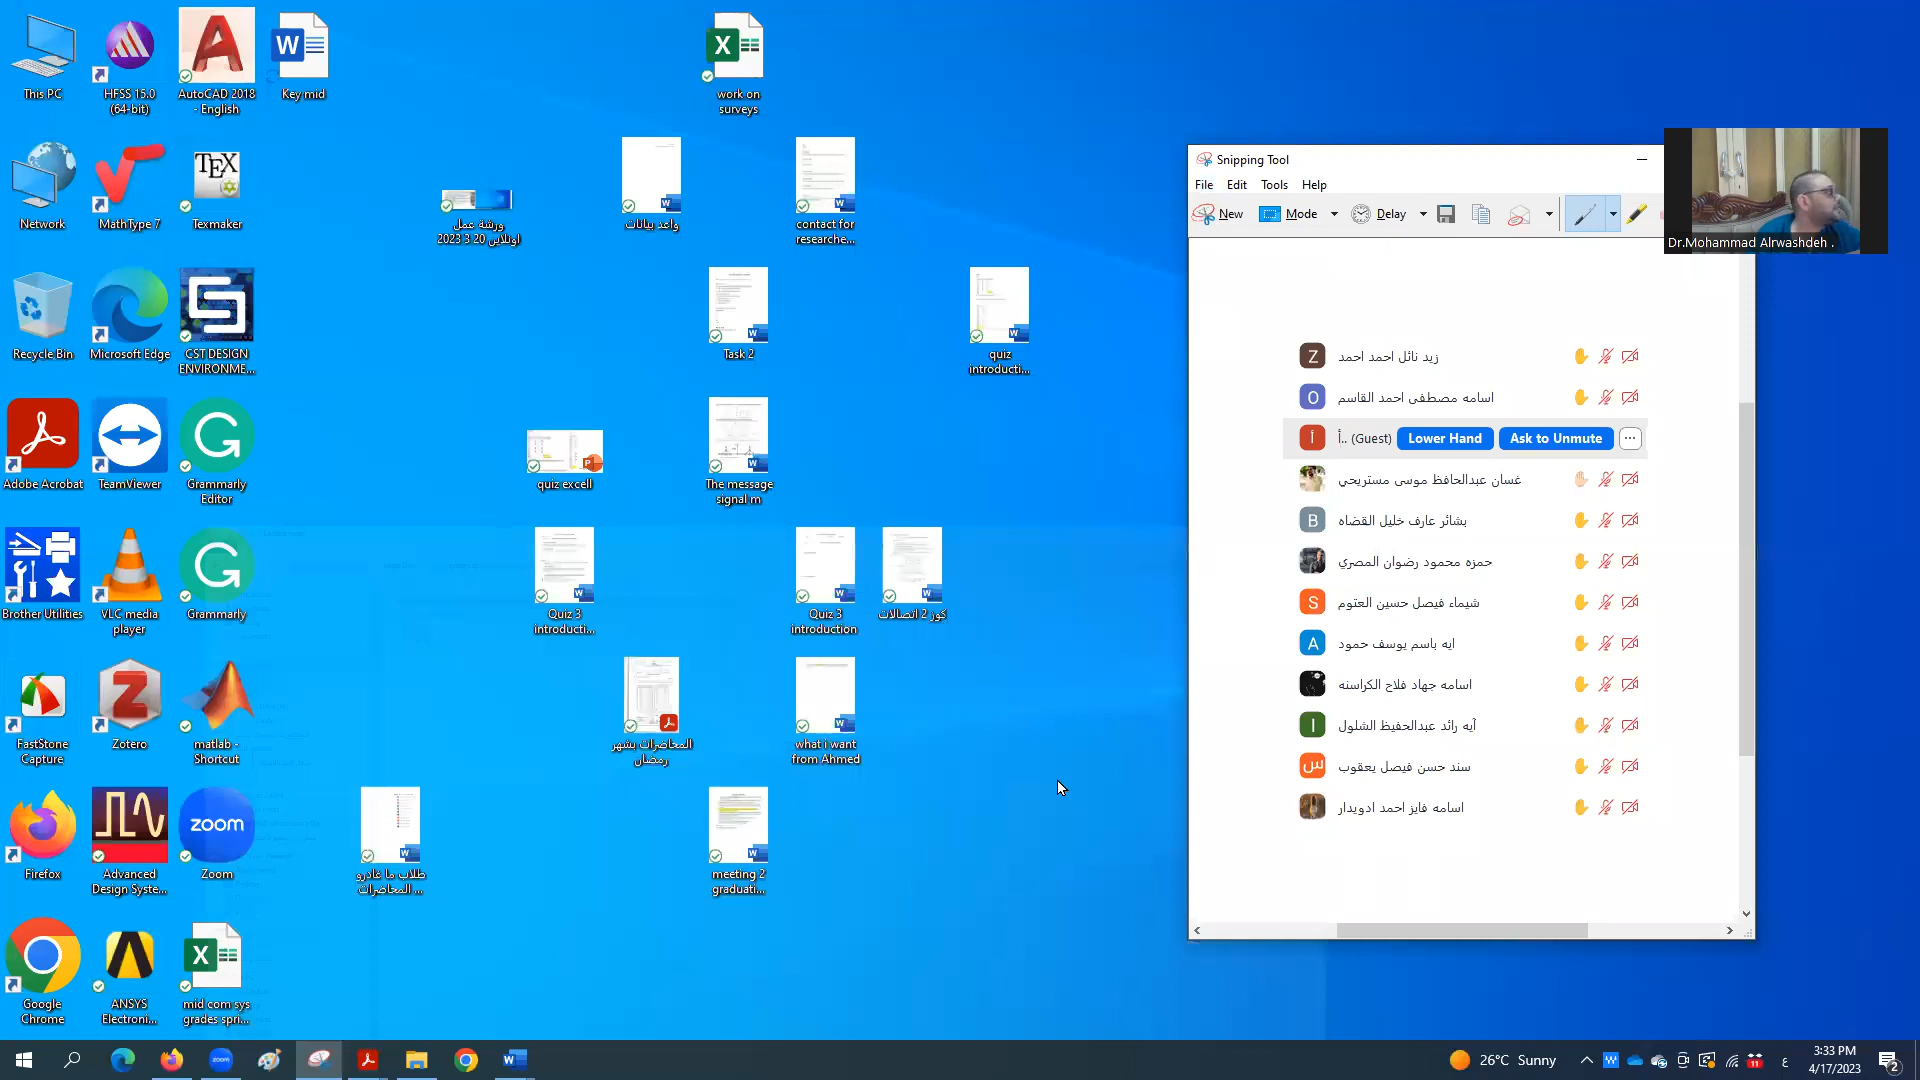 This PC
HFSS 15.0
(64-bit)
AutoCAD 2018
- English
Key mid
work on
surveys
Network
MathType 7
Texmaker
ورشة عمل
اونلاين 20 3 2023
واعد بيانات
contact for
researche...
Recycle Bin
Microsoft Edge
CST DESIGN
ENVIRONME...
Task 2
quiz
introducti...
Adobe Acrobat
TeamViewer
Grammarly
Editor
quiz excell
The message
signal m
Brother Utilities
VLC media
player
Grammarly
Quiz 3
introducti...
Quiz 3
introduction
كوز 2 اتصالات
FastStone
Capture
Zotero
matlab -
Shortcut
المحاضرات بشهر
رمضان
what i want
from Ahmed
Firefox
Advanced
Design Syste...
zoom
Zoom
طلاب ما غادرو
المحاضرات ...
meeting 2
graduati...
Google
Chrome
ANSYS
Electroni...
mid com sys
grades spri...
Snipping Tool
File Edit Tools Help
New Mode Delay
Dr.Mohammad Alrwashdeh .
Z زيد نائل احمد احمد
O اسامه مصطفى احمد القاسم
أ أ.. (Guest) Lower Hand Ask to Unmute ...
غسان عبدالحافظ موسى مستريحي
B بشائر عارف خليل القضاه
حمزه محمود رضوان المصري
S شيماء فيصل حسين العتوم
A ايه باسم يوسف حمود
اسامه جهاد فلاح الكراسنه
ا آيه رائد عبدالحفيظ الشلول
س سند حسن فيصل يعقوب
اسامه فايز احمد ادويدار
26°C Sunny
11
ع
3:33 PM
4/17/2023
2